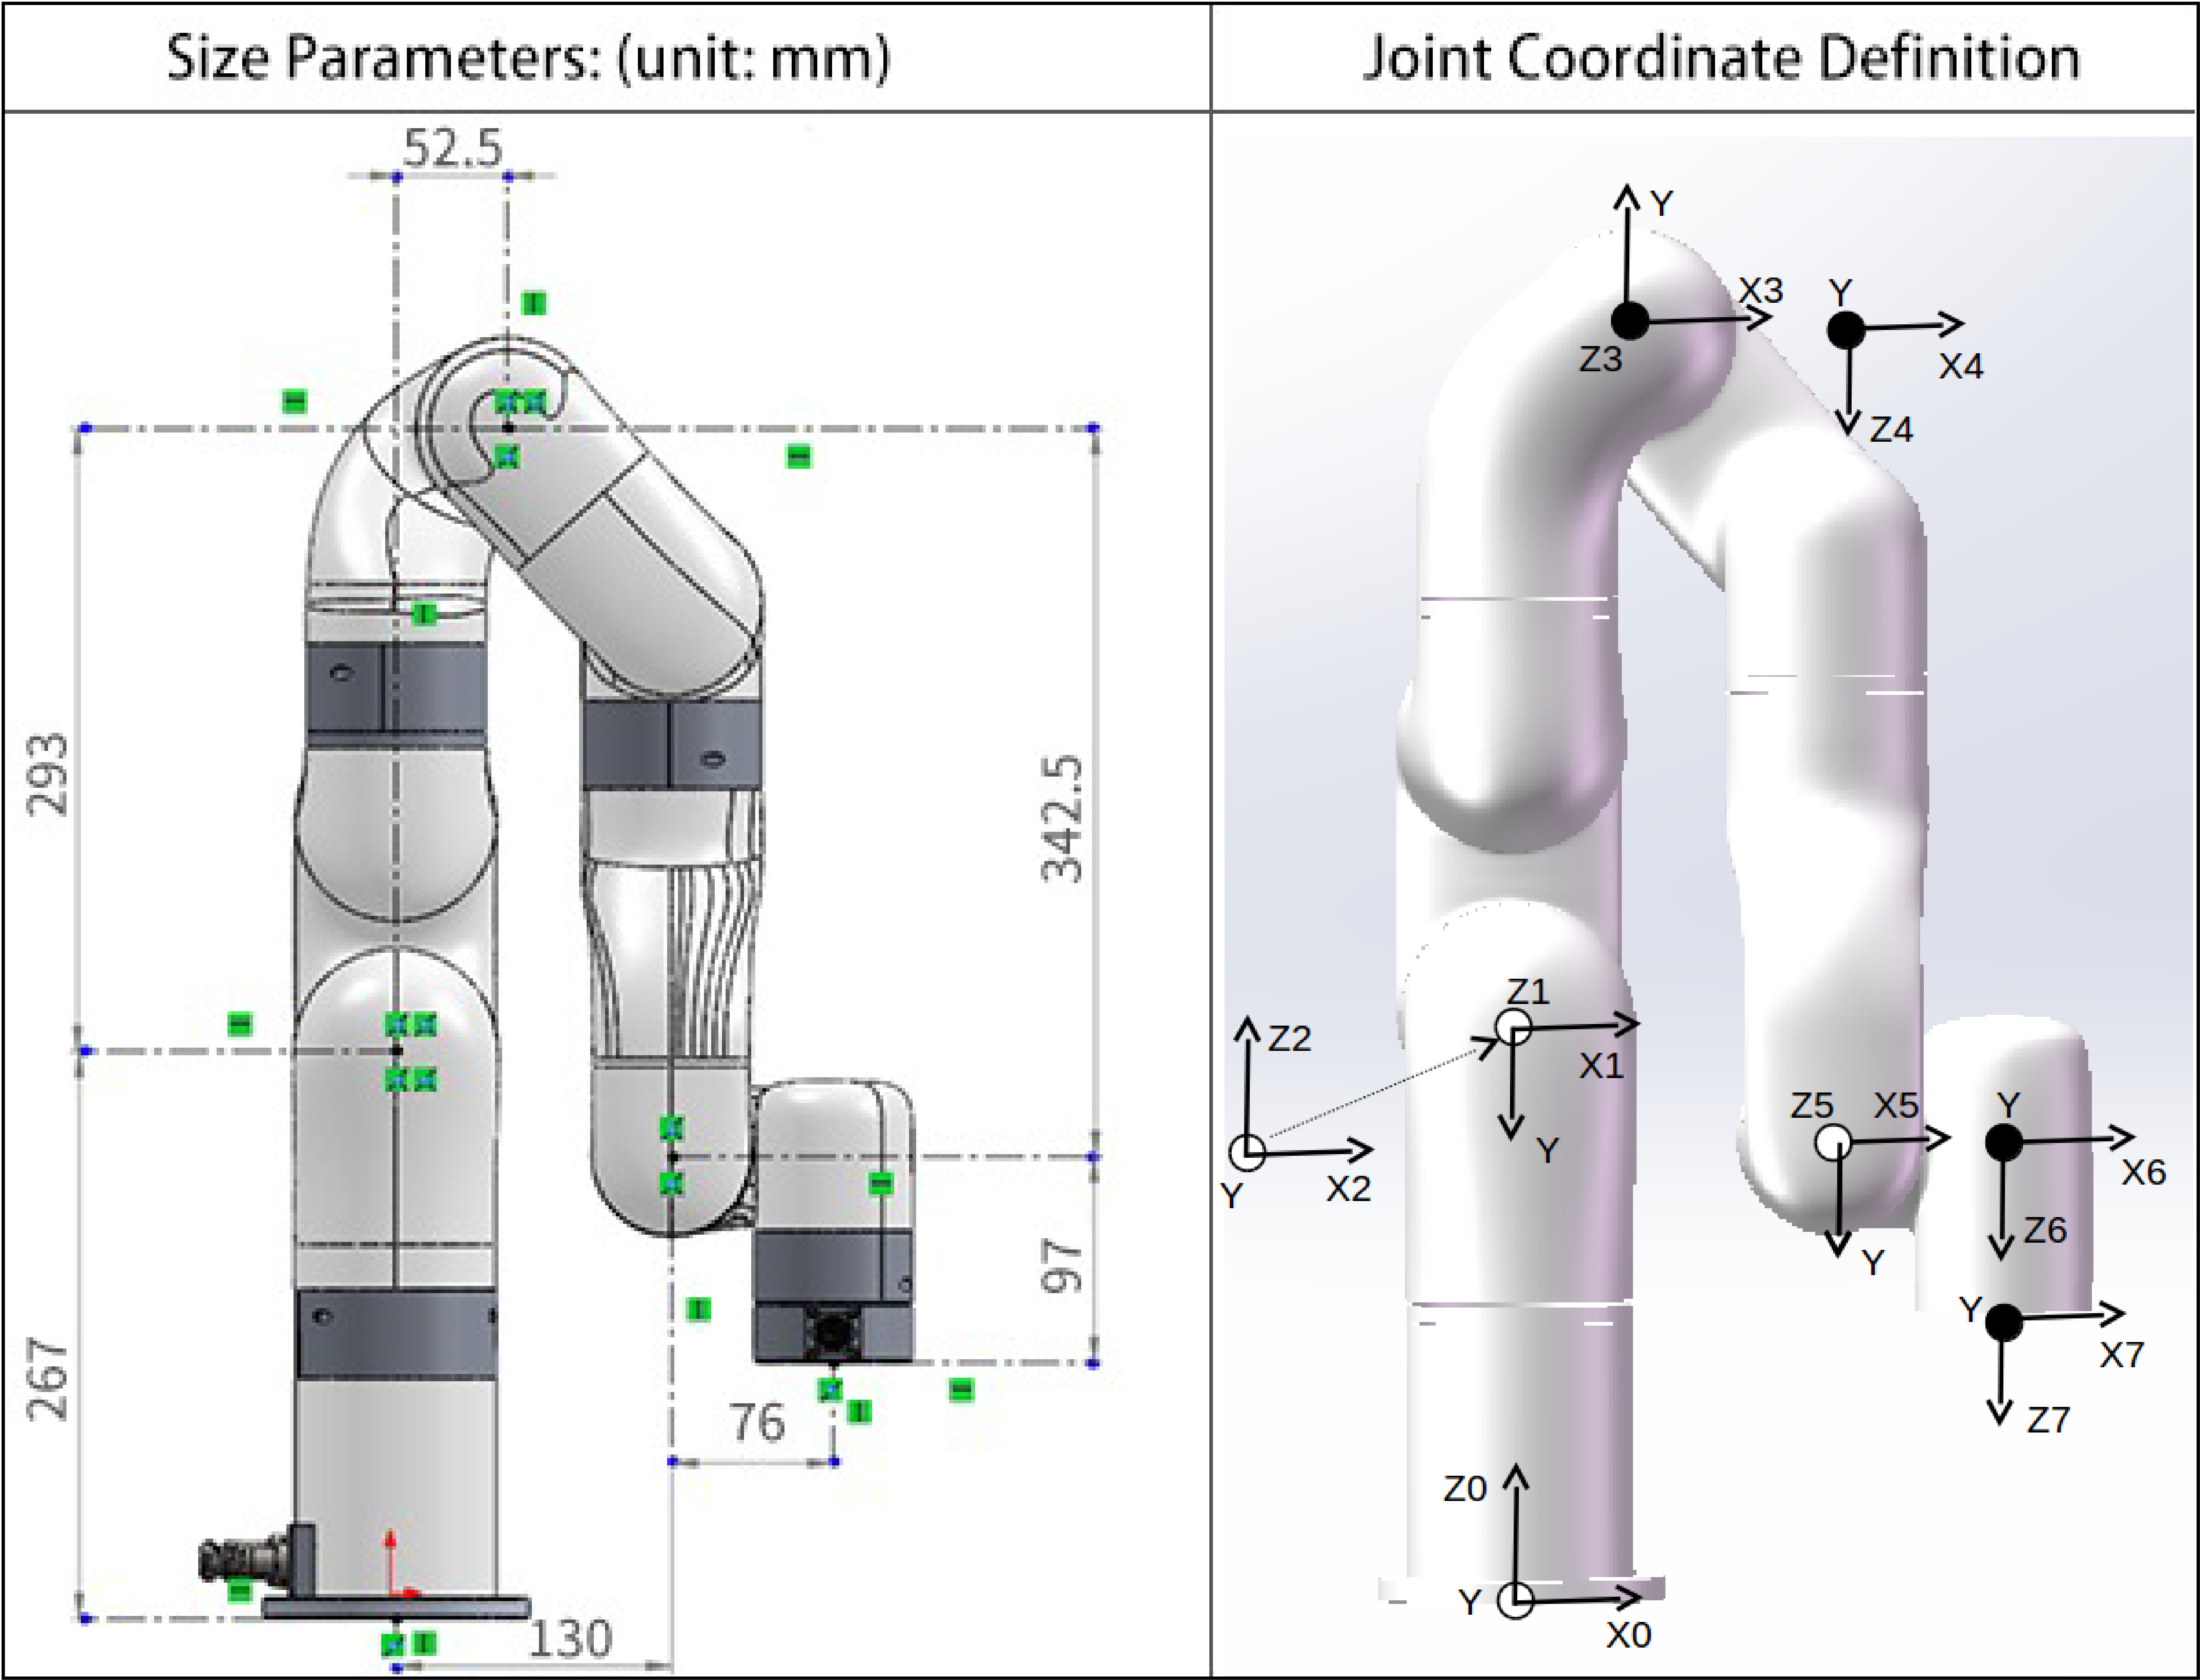 Size Parameters: (unit: mm)
52.5
293
342.5
267
97
76
130
Joint Coordinate Definition
Y
X3
Z3
Y
X4
Z4
Z1
X1
Y
Z2
X2
Y
Z5
X5
Y
Y
X6
Z6
Y
X7
Z7
Z0
Y
X0